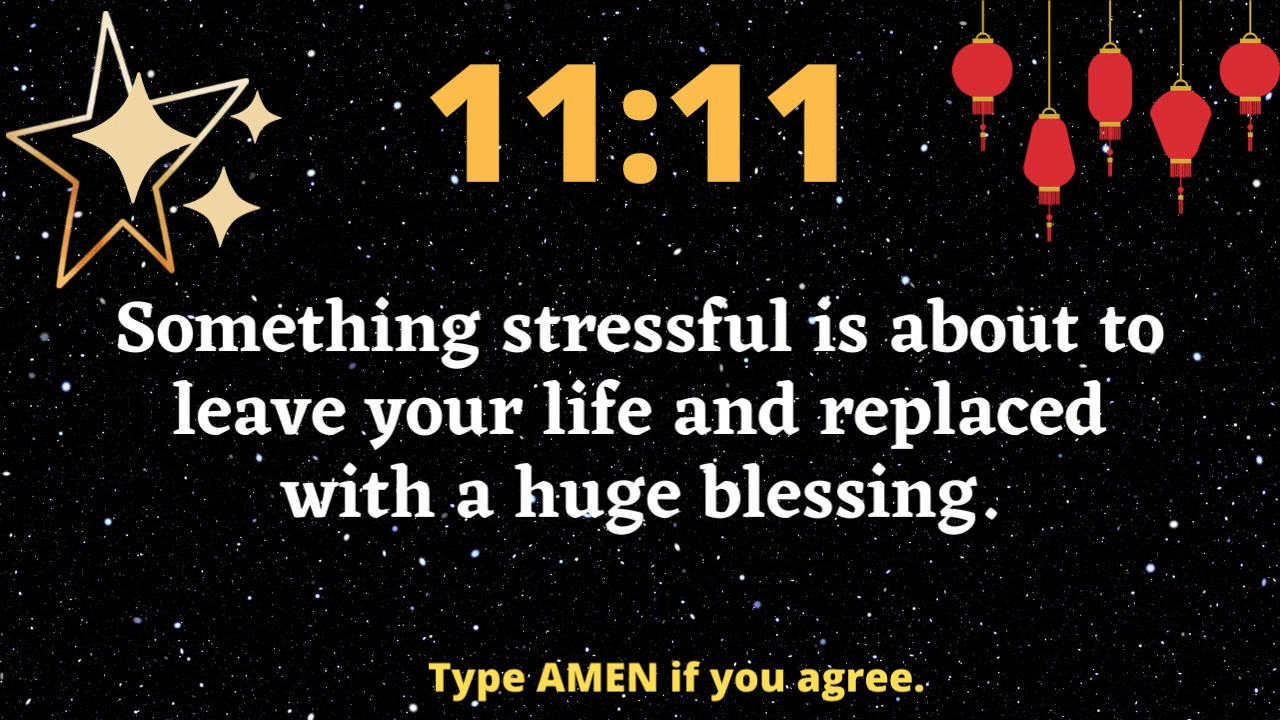 11:11
Something stressful is about to
leave your life and replaced
with a huge blessing.
Type AMEN if you agree.